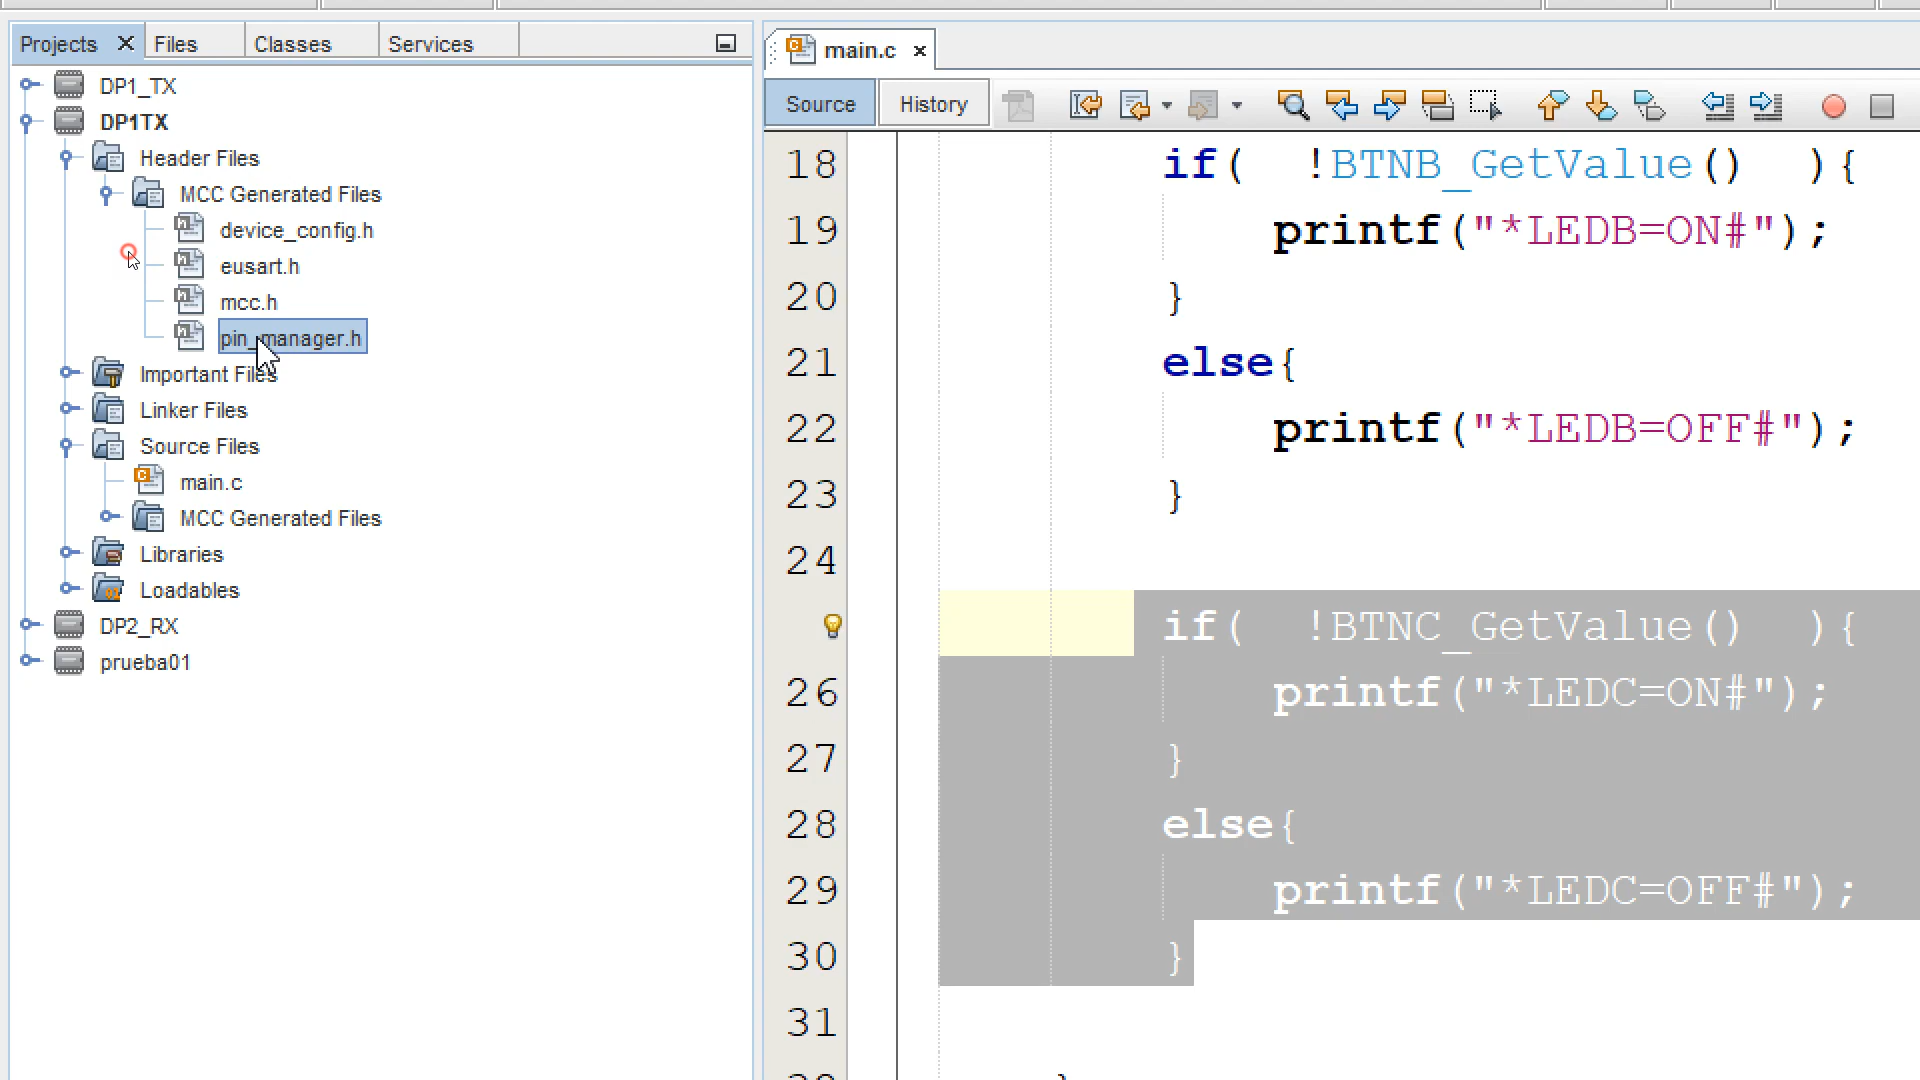 Projects
Files
Classes
Services
DP1_TX
DP1TX
Header Files
MCC Generated Files
device_config.h
eusart.h
mcc.h
pin_manager.h
Important Files
Linker Files
Source Files
main.c
MCC Generated Files
Libraries
Loadables
DP2_RX
prueba01
main.c
Source
History
18 if( !BTNB_GetValue() ){
19 printf("*LEDB=ON#");
20 }
21 else{
22 printf("*LEDB=OFF#");
23 }
24
if( !BTNC_GetValue() ){
26 printf("*LEDC=ON#");
27 }
28 else{
29 printf("*LEDC=OFF#");
30 }
31